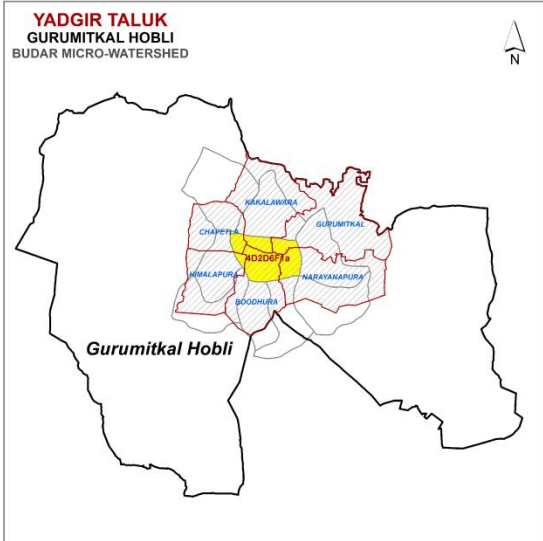 YADGIR TALUK
GURUMITKAL HOBLI
BUDAR MICRO-WATERSHED
N
KAKALAWARA
GURUMITKAL
CHAPETLA
4D2D6F1a
HIMALAPURA
NARAYANAPURA
BOODHURA
Gurumitkal Hobli